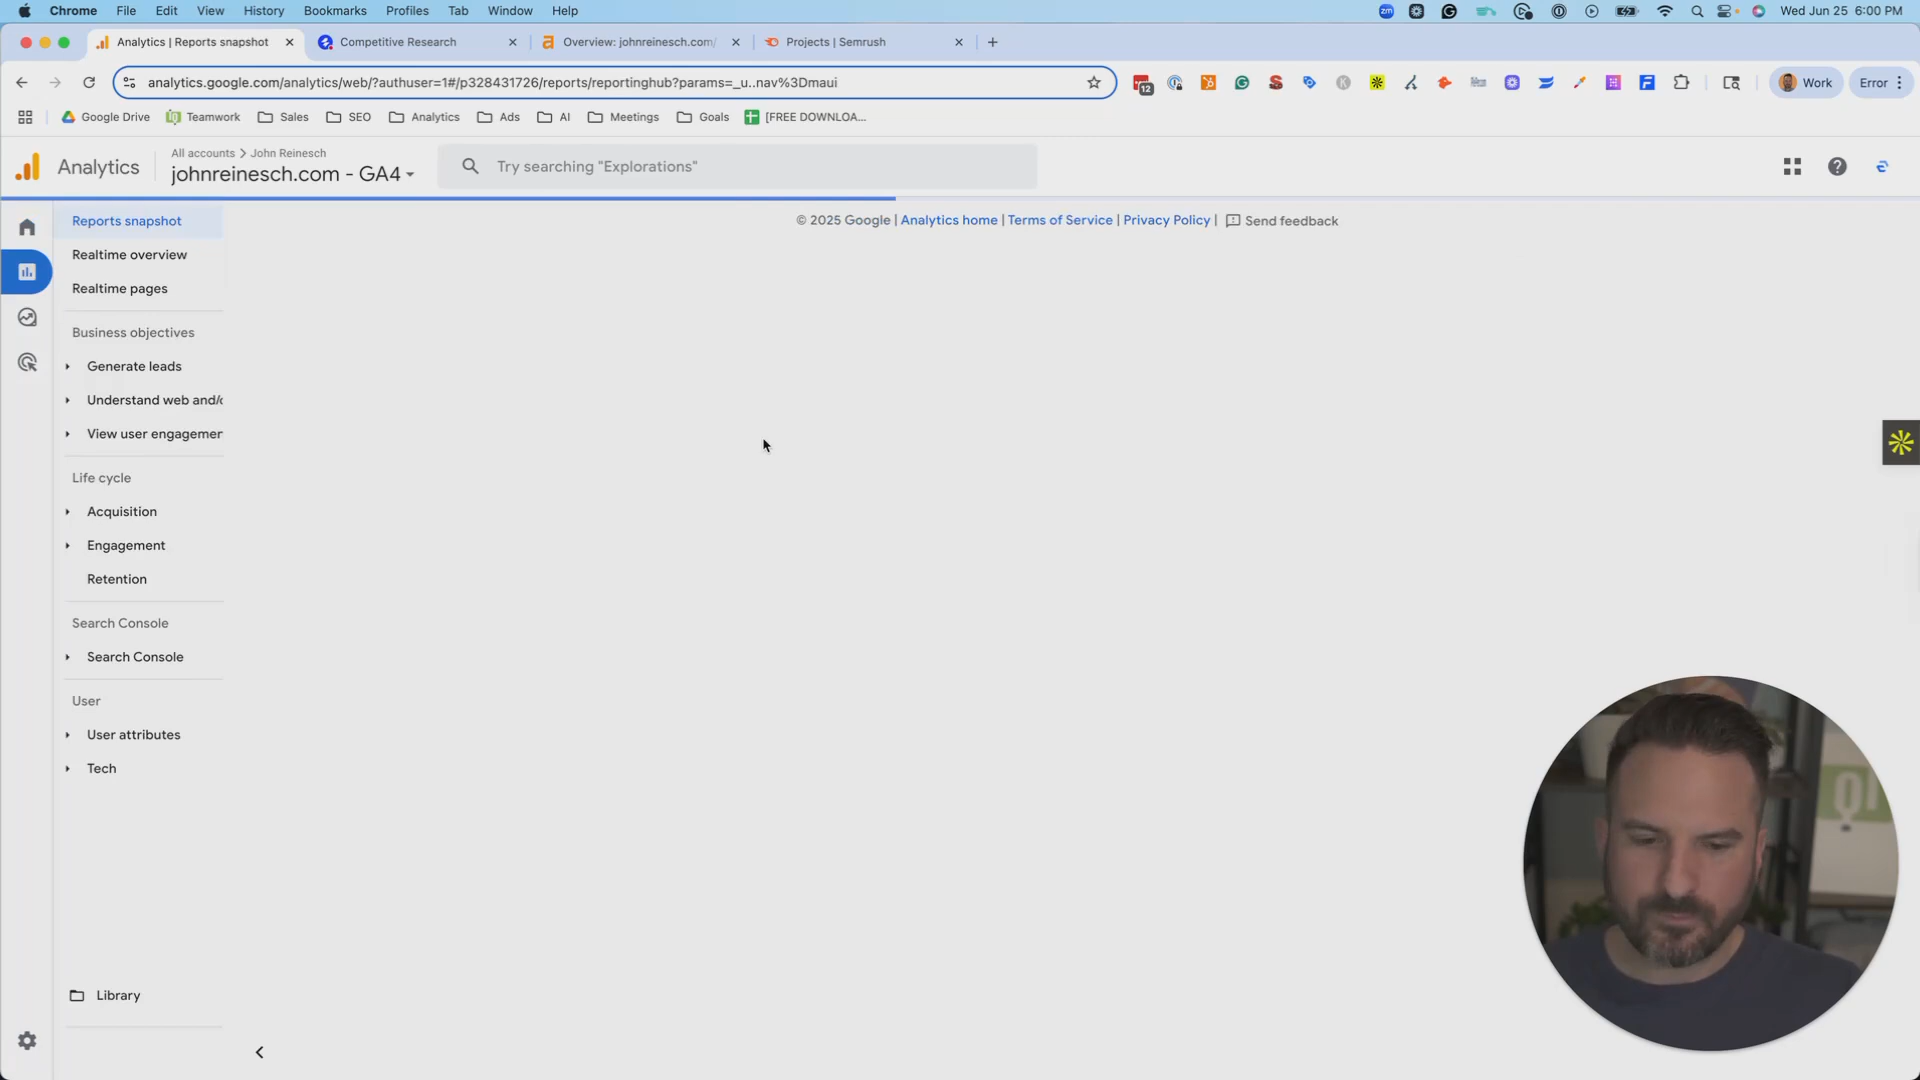 Chrome File Edit View History Bookmarks Profiles Tab Window Help zm Wed Jun 25 6:00 PM
Analytics | Reports snapshot Competitive Research Overview: johnreinesch.com/ Projects | Semrush
analytics.google.com/analytics/web/?authuser=1#/p328431726/reports/reportinghub?params=_u..nav%3Dmaui 12 Work Error
Google Drive Teamwork Sales SEO Analytics Ads AI Meetings Goals [FREE DOWNLOA...
Analytics
All accounts > John Reinesch
johnreinesch.com - GA4
Try searching "Explorations"
Reports snapshot
© 2025 Google | Analytics home | Terms of Service | Privacy Policy | Send feedback
Realtime overview
Realtime pages
Business objectives
Generate leads
Understand web and/
View user engagemen
Life cycle
Acquisition
Engagement
Retention
Search Console
Search Console
User
User attributes
Tech
Library